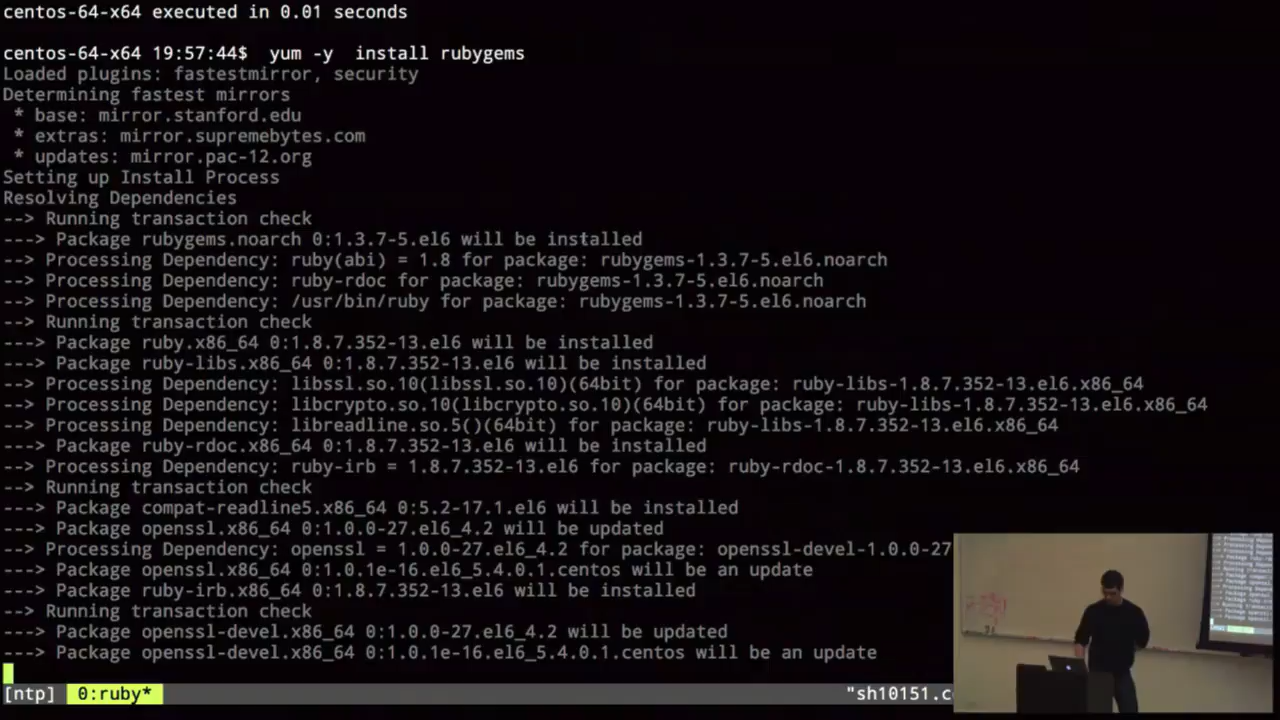 centos-64-x64 executed in 0.01 seconds
centos-64-x64 19:57:44$  yum -y  install rubygems
Loaded plugins: fastestmirror, security
Determining fastest mirrors
 * base: mirror.stanford.edu
 * extras: mirror.supremebytes.com
 * updates: mirror.pac-12.org
Setting up Install Process
Resolving Dependencies
--> Running transaction check
---> Package rubygems.noarch 0:1.3.7-5.el6 will be installed
--> Processing Dependency: ruby(abi) = 1.8 for package: rubygems-1.3.7-5.el6.noarch
--> Processing Dependency: ruby-rdoc for package: rubygems-1.3.7-5.el6.noarch
--> Processing Dependency: /usr/bin/ruby for package: rubygems-1.3.7-5.el6.noarch
--> Running transaction check
---> Package ruby.x86_64 0:1.8.7.352-13.el6 will be installed
---> Package ruby-libs.x86_64 0:1.8.7.352-13.el6 will be installed
--> Processing Dependency: libssl.so.10(libssl.so.10)(64bit) for package: ruby-libs-1.8.7.352-13.el6.x86_64
--> Processing Dependency: libcrypto.so.10(libcrypto.so.10)(64bit) for package: ruby-libs-1.8.7.352-13.el6.x86_64
--> Processing Dependency: libreadline.so.5()(64bit) for package: ruby-libs-1.8.7.352-13.el6.x86_64
---> Package ruby-rdoc.x86_64 0:1.8.7.352-13.el6 will be installed
--> Processing Dependency: ruby-irb = 1.8.7.352-13.el6 for package: ruby-rdoc-1.8.7.352-13.el6.x86_64
--> Running transaction check
---> Package compat-readline5.x86_64 0:5.2-17.1.el6 will be installed
---> Package openssl.x86_64 0:1.0.0-27.el6_4.2 will be updated
--> Processing Dependency: openssl = 1.0.0-27.el6_4.2 for package: openssl-devel-1.0.0-27
---> Package openssl.x86_64 0:1.0.1e-16.el6_5.4.0.1.centos will be an update
---> Package ruby-irb.x86_64 0:1.8.7.352-13.el6 will be installed
--> Running transaction check
---> Package openssl-devel.x86_64 0:1.0.0-27.el6_4.2 will be updated
---> Package openssl-devel.x86_64 0:1.0.1e-16.el6_5.4.0.1.centos will be an update
[ntp] 0:ruby* "sh10151.c